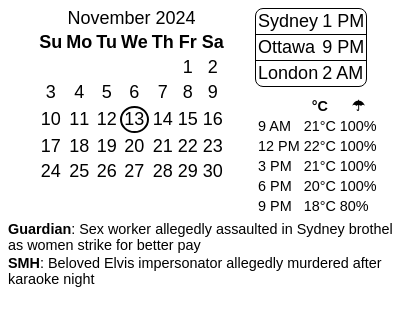 November 2024
Su Mo Tu We Th Fr Sa
1 2
3 4 5 6 7 8 9
10 11 12 13 14 15 16
17 18 19 20 21 22 23
24 25 26 27 28 29 30
Sydney 1 PM
Ottawa 9 PM
London 2 AM
°C ☂
9 AM 21°C 100%
12 PM 22°C 100%
3 PM 21°C 100%
6 PM 20°C 100%
9 PM 18°C 80%
Guardian: Sex worker allegedly assaulted in Sydney brothel
as women strike for better pay
SMH: Beloved Elvis impersonator allegedly murdered after
karaoke night